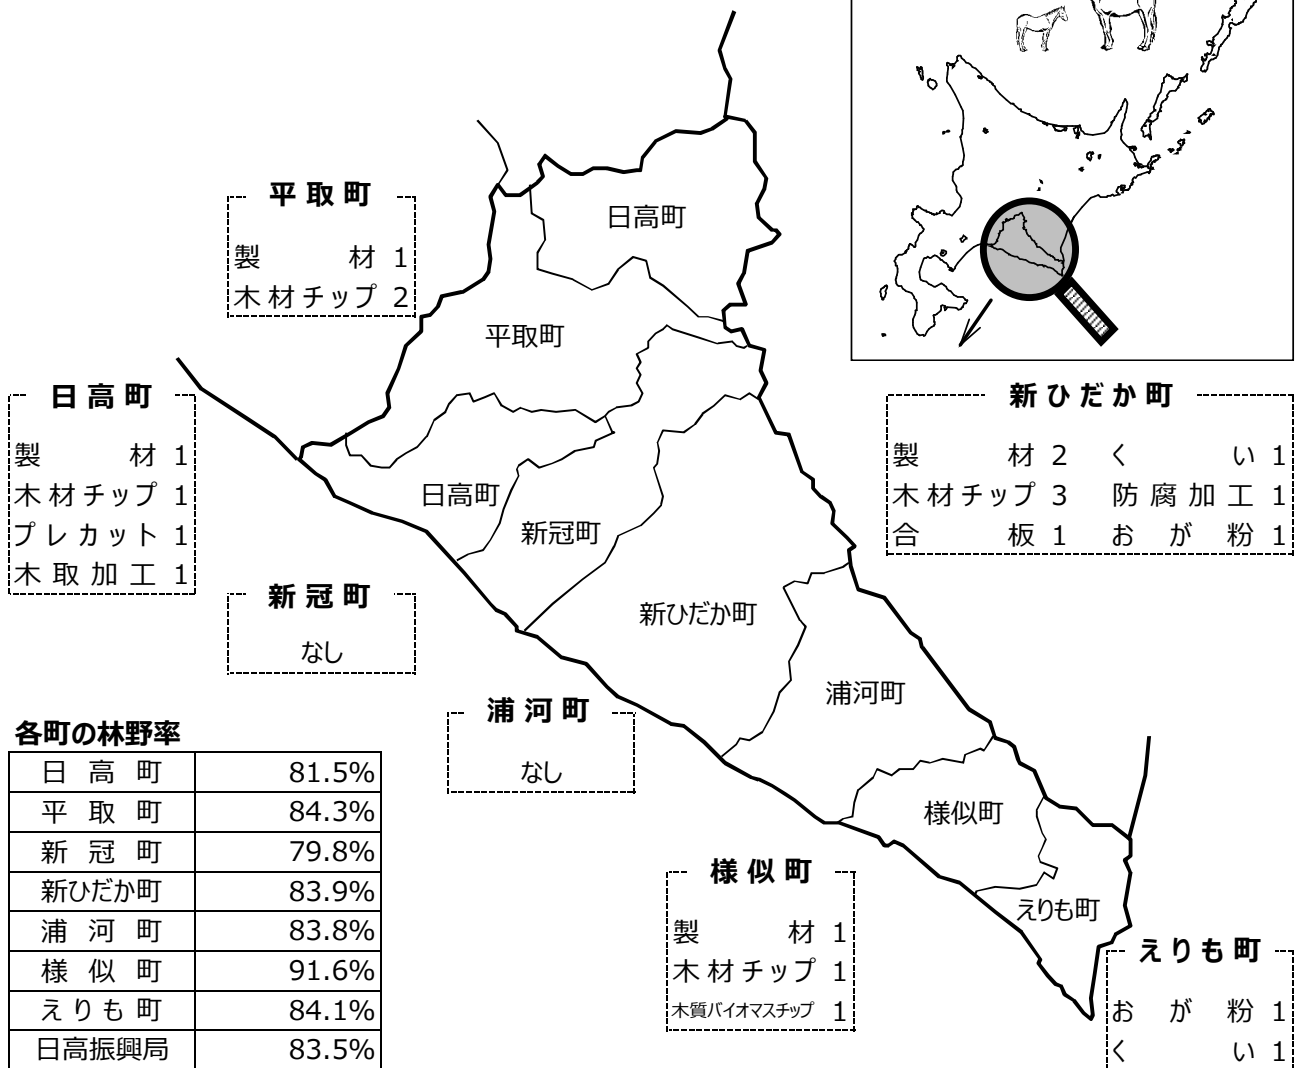 平取町
製材 1
木材チップ 2
日高町
平取町
日高町
製材 1
木材チップ 1
プレカット 1
木取加工 1
新ひだか町
製材 2 くい 1
木材チップ 3 防腐加工 1
合板 1 おが粉 1
日高町
新冠町
新冠町
なし
新ひだか町
浦河町
浦河町
なし
各町の林野率
日高町 81.5%
平取町 84.3%
新冠町 79.8%
新ひだか町 83.9%
浦河町 83.8%
様似町 91.6%
えりも町 84.1%
日高振興局 83.5%
様似町
様似町
製材 1
木材チップ 1
木質バイオマスチップ 1
えりも町
えりも町
おが粉 1
くい 1